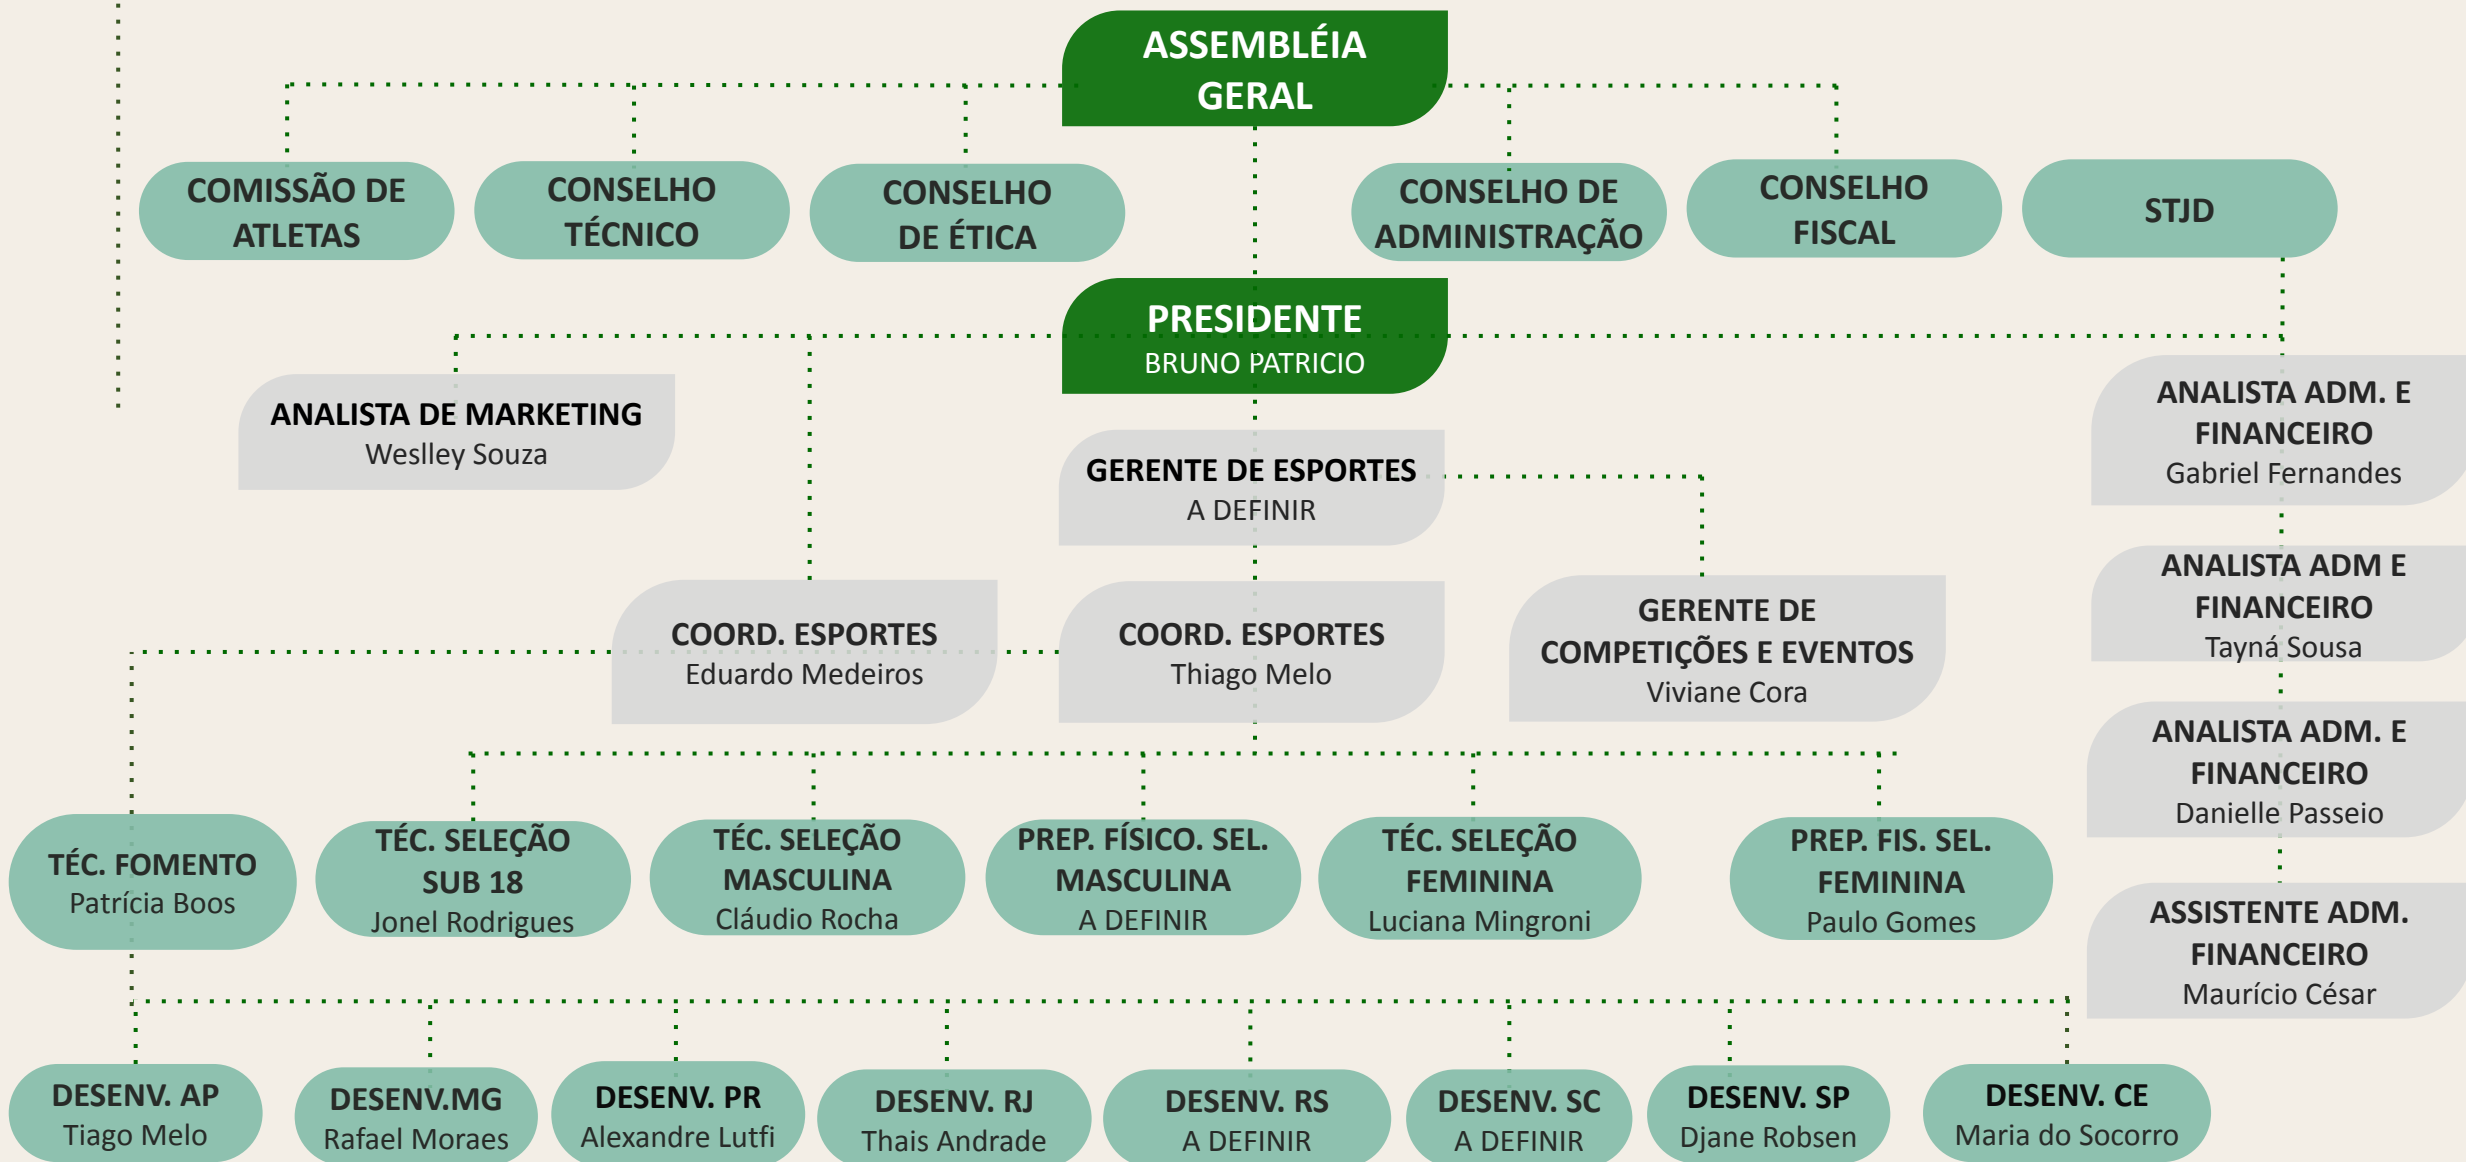 ASSEMBLÉIA
GERAL
COMISSÃO DE
ATLETAS
CONSELHO
TÉCNICO
CONSELHO
DE ÉTICA
CONSELHO DE
ADMINISTRAÇÃO
CONSELHO
FISCAL
STJD
PRESIDENTE
BRUNO PATRICIO
ANALISTA DE MARKETING
Weslley Souza
GERENTE DE ESPORTES
A DEFINIR
ANALISTA ADM. E
FINANCEIRO
Gabriel Fernandes
COORD. ESPORTES
Eduardo Medeiros
COORD. ESPORTES
Thiago Melo
GERENTE DE
COMPETIÇÕES E EVENTOS
Viviane Cora
ANALISTA ADM E
FINANCEIRO
Tayná Sousa
ANALISTA ADM. E
FINANCEIRO
Danielle Passeio
TÉC. FOMENTO
Patrícia Boos
TÉC. SELEÇÃO
SUB 18
Jonel Rodrigues
TÉC. SELEÇÃO
MASCULINA
Cláudio Rocha
PREP. FÍSICO. SEL.
MASCULINA
A DEFINIR
TÉC. SELEÇÃO
FEMININA
Luciana Mingroni
PREP. FIS. SEL.
FEMININA
Paulo Gomes
ASSISTENTE ADM.
FINANCEIRO
Maurício César
DESENV. AP
Tiago Melo
DESENV.MG
Rafael Moraes
DESENV. PR
Alexandre Lutfi
DESENV. RJ
Thais Andrade
DESENV. RS
A DEFINIR
DESENV. SC
A DEFINIR
DESENV. SP
Djane Robsen
DESENV. CE
Maria do Socorro